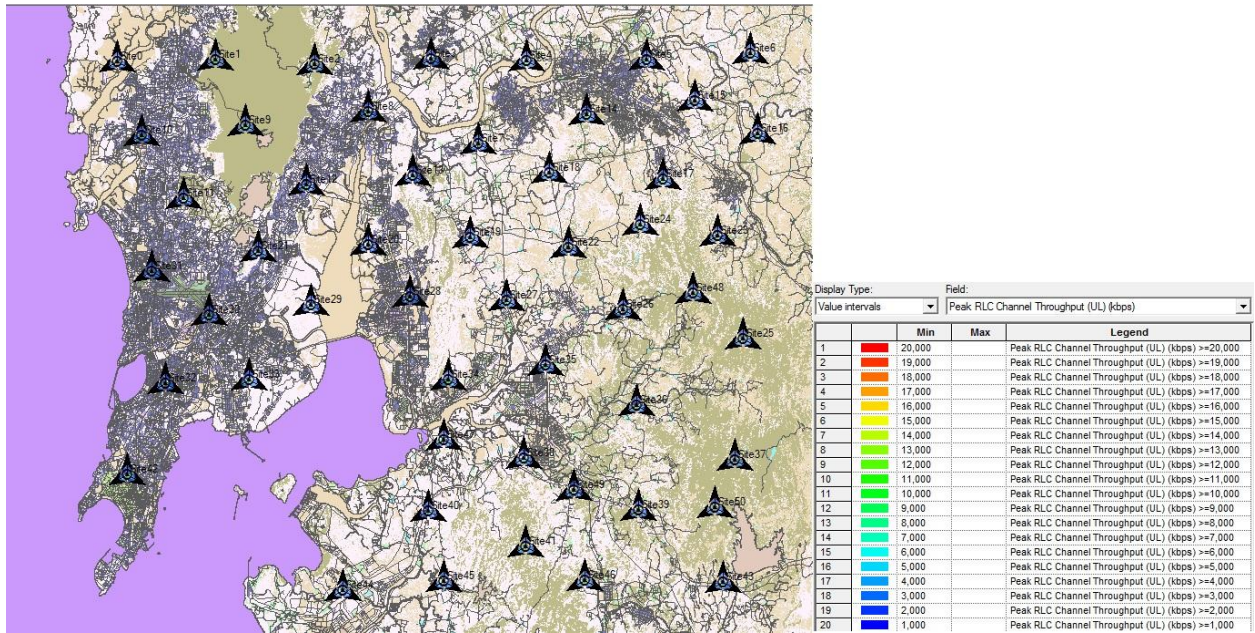 Site0
Site1
Site2
Site4
Site5
Site6
Site8
Site15
Site9
Site10
Site7
Site16
Site18
Site17
Site12
Site11
Site24
Site23
Site19
Site22
Site21
Site31
Site48
Site28
Site27
Site26
Site29
Site30
Site25
Site35
Site34
Site33
Site36
Site38
Site37
Site42
Site49
Site40
Site39
Site50
Site41
Site44
Site45
Site46
Site43
Display Type: Field:
Value intervals Peak RLC Channel Throughput (UL) (kbps)
Min Max Legend
1 20,000 Peak RLC Channel Throughput (UL) (kbps) >=20,000
2 19,000 Peak RLC Channel Throughput (UL) (kbps) >=19,000
3 18,000 Peak RLC Channel Throughput (UL) (kbps) >=18,000
4 17,000 Peak RLC Channel Throughput (UL) (kbps) >=17,000
5 16,000 Peak RLC Channel Throughput (UL) (kbps) >=16,000
6 15,000 Peak RLC Channel Throughput (UL) (kbps) >=15,000
7 14,000 Peak RLC Channel Throughput (UL) (kbps) >=14,000
8 13,000 Peak RLC Channel Throughput (UL) (kbps) >=13,000
9 12,000 Peak RLC Channel Throughput (UL) (kbps) >=12,000
10 11,000 Peak RLC Channel Throughput (UL) (kbps) >=11,000
11 10,000 Peak RLC Channel Throughput (UL) (kbps) >=10,000
12 9,000 Peak RLC Channel Throughput (UL) (kbps) >=9,000
13 8,000 Peak RLC Channel Throughput (UL) (kbps) >=8,000
14 7,000 Peak RLC Channel Throughput (UL) (kbps) >=7,000
15 6,000 Peak RLC Channel Throughput (UL) (kbps) >=6,000
16 5,000 Peak RLC Channel Throughput (UL) (kbps) >=5,000
17 4,000 Peak RLC Channel Throughput (UL) (kbps) >=4,000
18 3,000 Peak RLC Channel Throughput (UL) (kbps) >=3,000
19 2,000 Peak RLC Channel Throughput (UL) (kbps) >=2,000
20 1,000 Peak RLC Channel Throughput (UL) (kbps) >=1,000